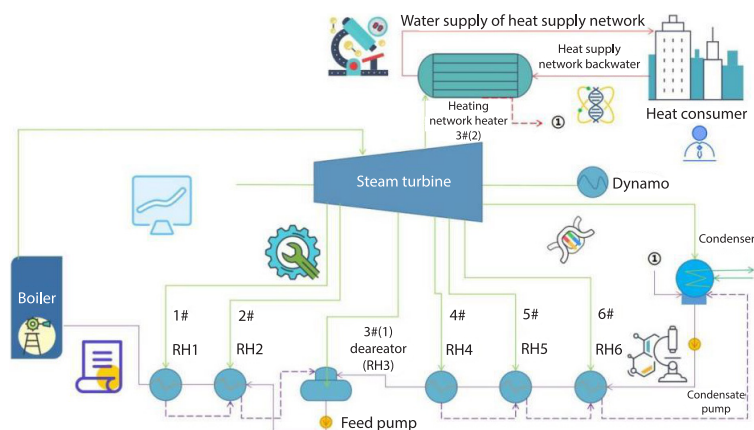 Water supply of heat supply network
Heat supply
network backwater
Heating
network heater
3#(2)
①
Heat consumer
Steam turbine
Dynamo
Condenser
①
Boiler
1#
RH1
2#
RH2
3#(1)
deareator
(RH3)
4#
RH4
5#
RH5
6#
RH6
Condensate
pump
Feed pump